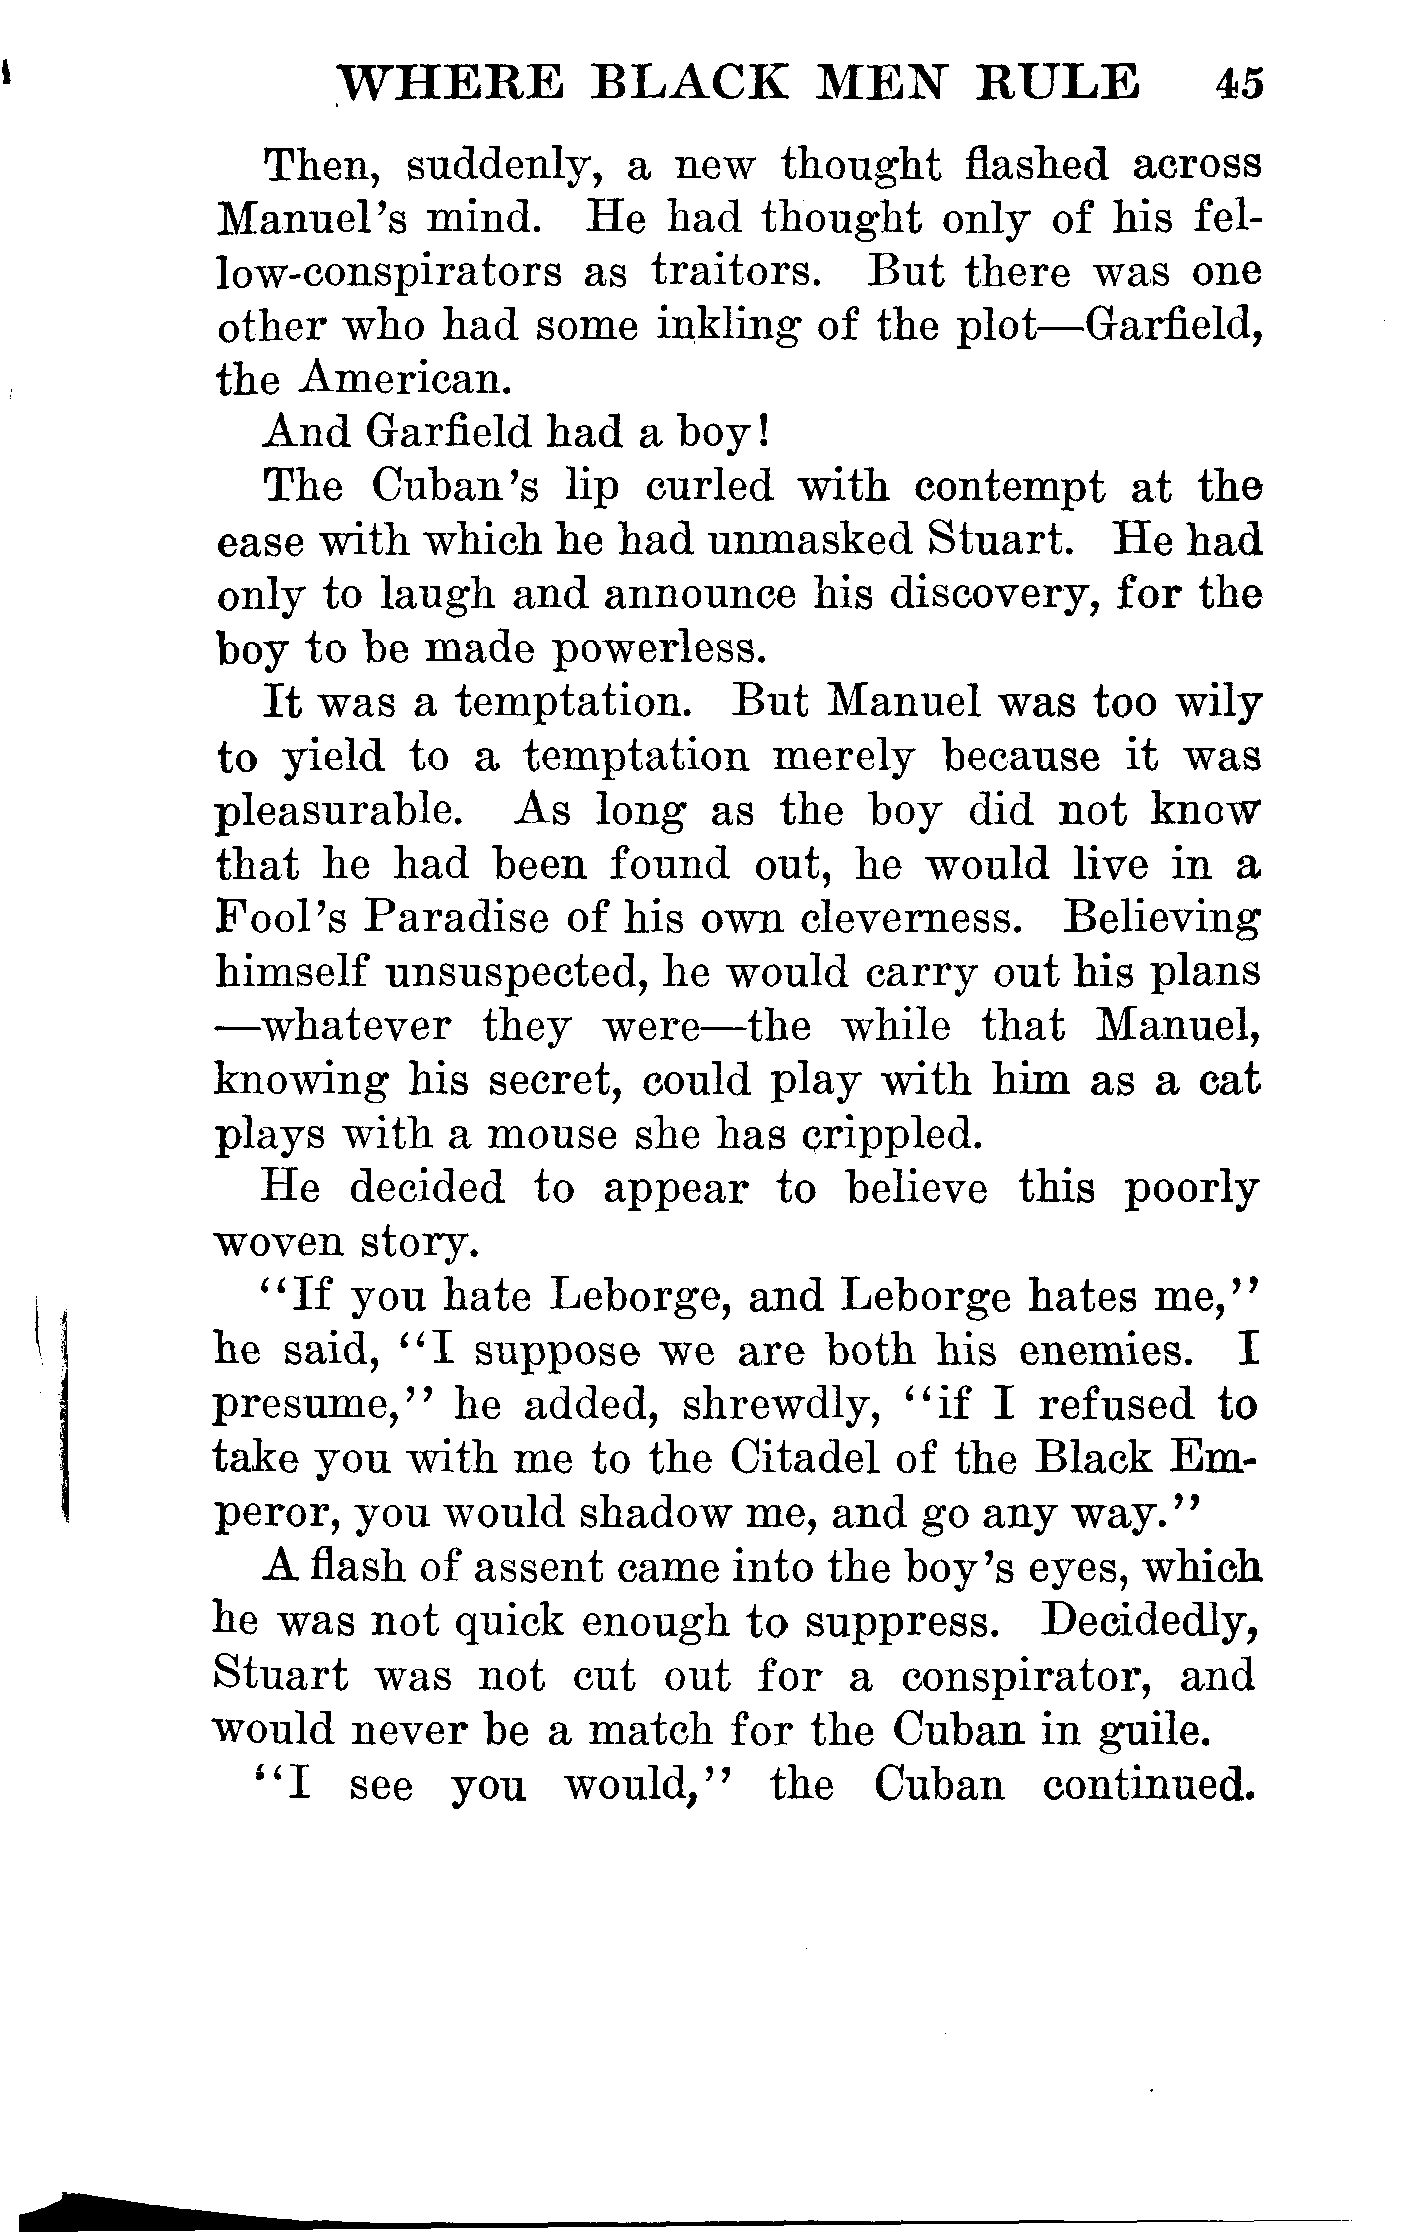 WHERE BLACK MEN RULE 45
Then, suddenly, a new thought flashed across
Manuel's mind. He had thought only of his fel-
low-conspirators as traitors. But there was one
other who had some inkling of the plot—Garfield,
the American.
And Garfield had a boy!
The Cuban's lip curled with contempt at the
ease with which he had unmasked Stuart. He had
only to laugh and announce his discovery, for the
boy to be made powerless.
It was a temptation. But Manuel was too wily
to yield to a temptation merely because it was
pleasurable. As long as the boy did not know
that he had been found out, he would live in a
Fool's Paradise of his own cleverness. Believing
himself unsuspected, he would carry out his plans
—whatever they were—the while that Manuel,
knowing his secret, could play with him as a cat
plays with a mouse she has crippled.
He decided to appear to believe this poorly
woven story.
"If you hate Leborge, and Leborge hates me,"
he said, "I suppose we are both his enemies. I
presume," he added, shrewdly, "if I refused to
take you with me to the Citadel of the Black Em-
peror, you would shadow me, and go any way."
A flash of assent came into the boy's eyes, which
he was not quick enough to suppress. Decidedly,
Stuart was not cut out for a conspirator, and
would never be a match for the Cuban in guile.
"I see you would," the Cuban continued.